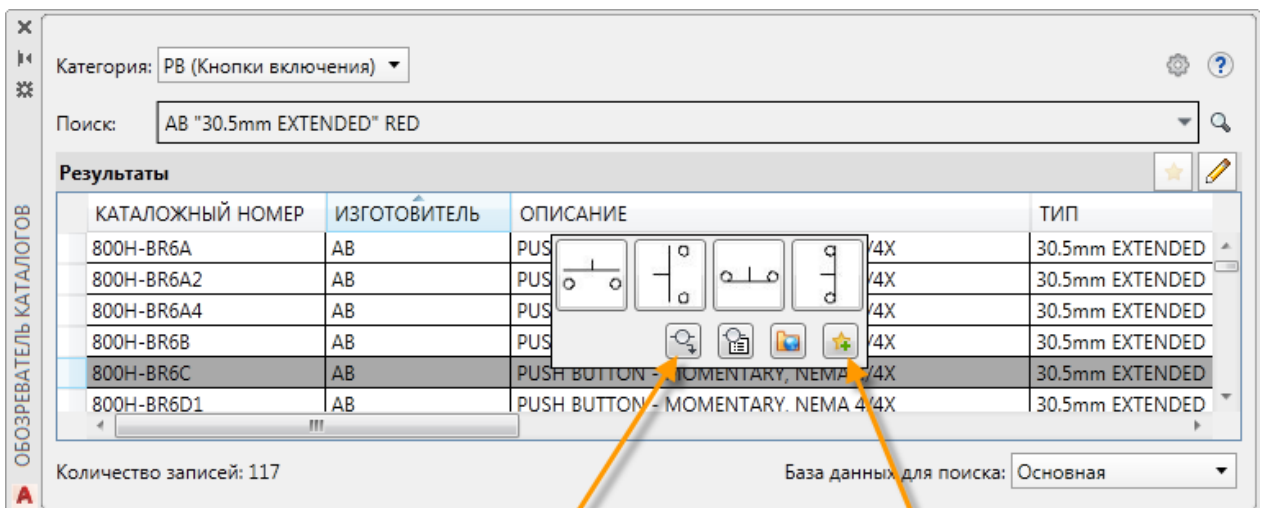 Категория: PB (Кнопки включения)
Поиск: AB "30.5mm EXTENDED" RED
Результаты
КАТАЛОЖНЫЙ НОМЕР ИЗГОТОВИТЕЛЬ ОПИСАНИЕ ТИП
800H-BR6A AB PUS /4X 30.5mm EXTENDED
800H-BR6A2 AB PUS /4X 30.5mm EXTENDED
800H-BR6A4 AB PUS /4X 30.5mm EXTENDED
800H-BR6B AB PUS /4X 30.5mm EXTENDED
800H-BR6C AB PUSH BUTTON - MOMENTARY, NEMA 4/4X 30.5mm EXTENDED
800H-BR6D1 AB PUSH BUTTON - MOMENTARY, NEMA 4/4X 30.5mm EXTENDED
Количество записей: 117 База данных для поиска: Основная
ОБОЗРЕВАТЕЛЬ КАТАЛОГОВ